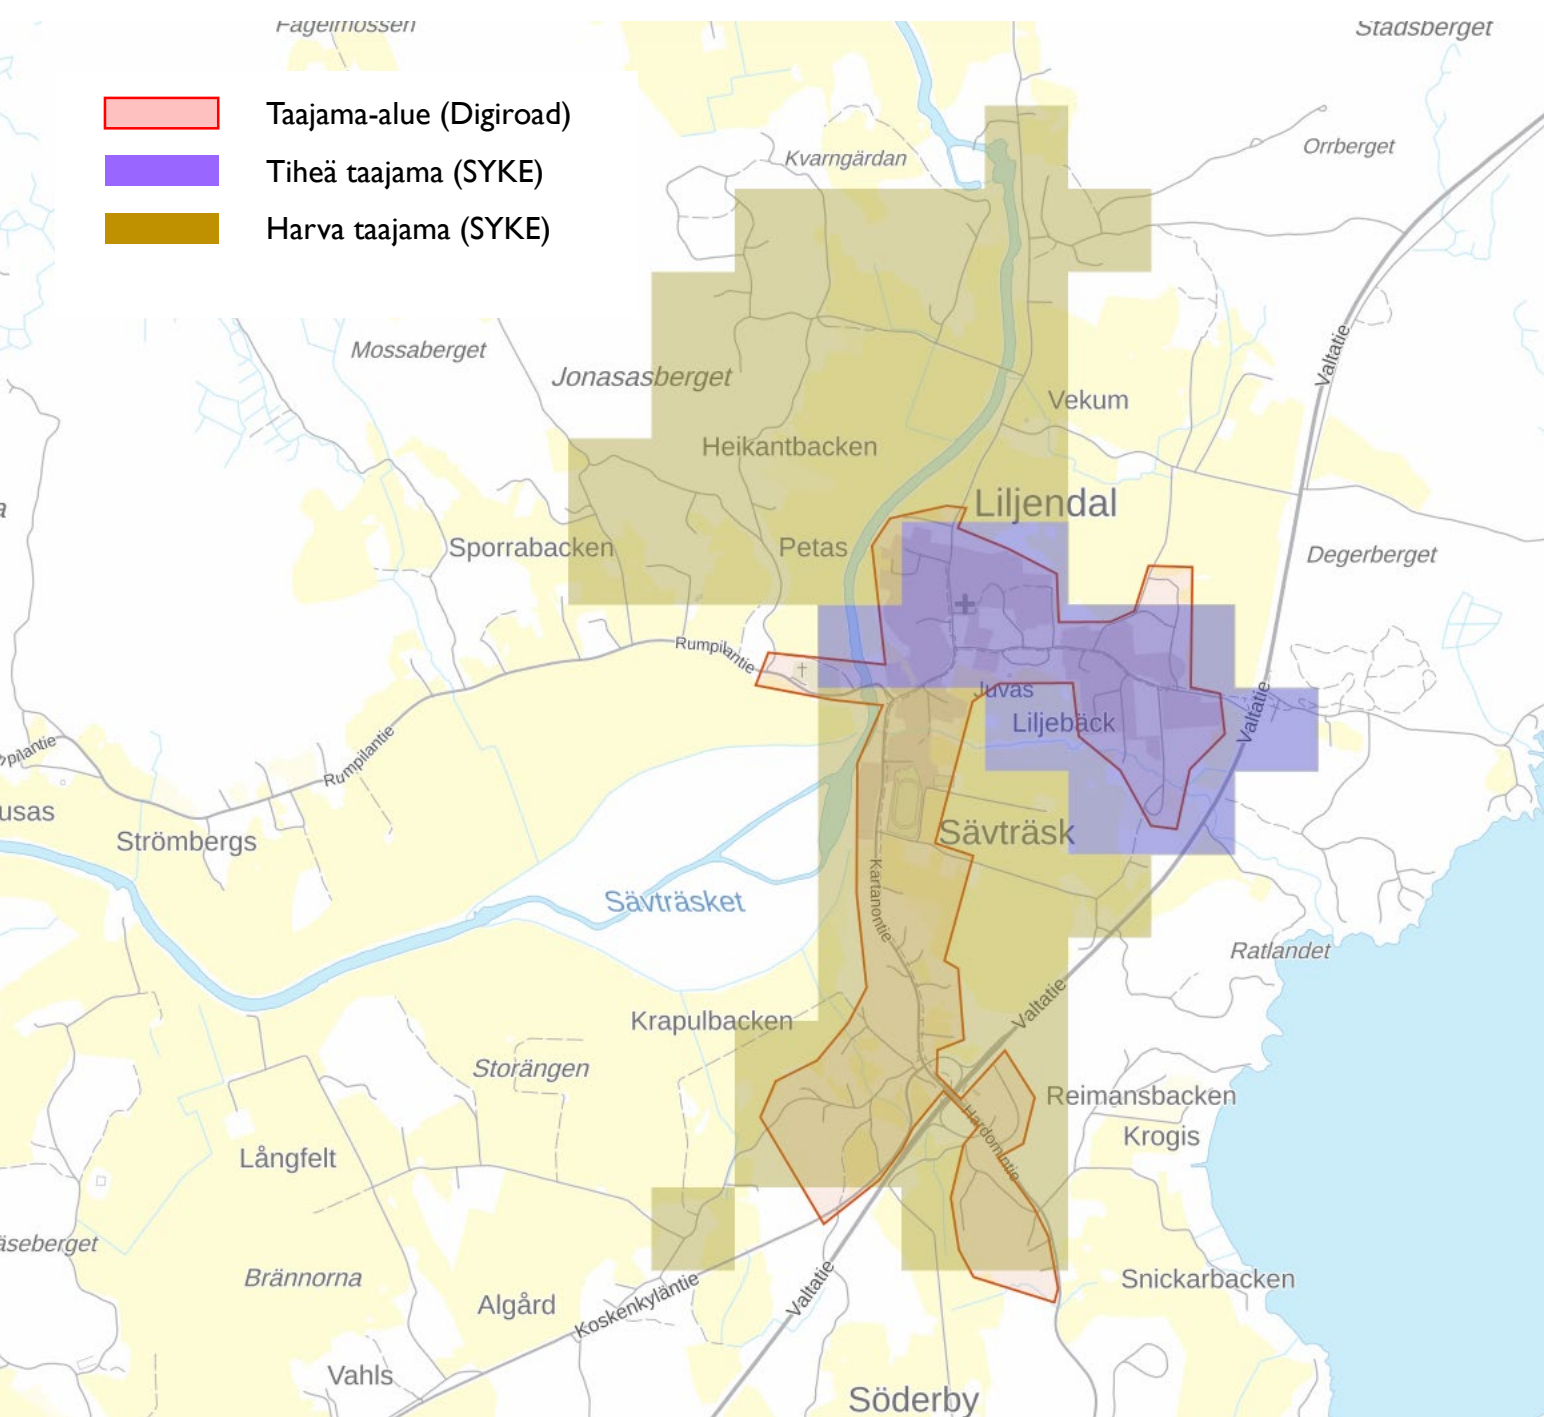 Fagelmossen
Stadsberget
Taajama-alue (Digiroad)
Tiheä taajama (SYKE)
Harva taajama (SYKE)
Kvarngärdan
Orrberget
Mossaberget
Jonasasberget
Valtatie
Vekum
Heikantbacken
Liljendal
Sporrabacken
Petas
Degerberget
Rumpilantie
Juvas
Liljebäck
Valtatie
Rumpilantie
usas
Strömbergs
Sävträsk
Kartanontie
Sävträsket
Ratlandet
Valtatie
Krapulbacken
Storängen
Reimansbacken
Hardomintie
Krogis
Långfelt
äseberget
Brännorna
Algård
Koskenkyläntie
Valtatie
Snickarbacken
Vahls
Söderby